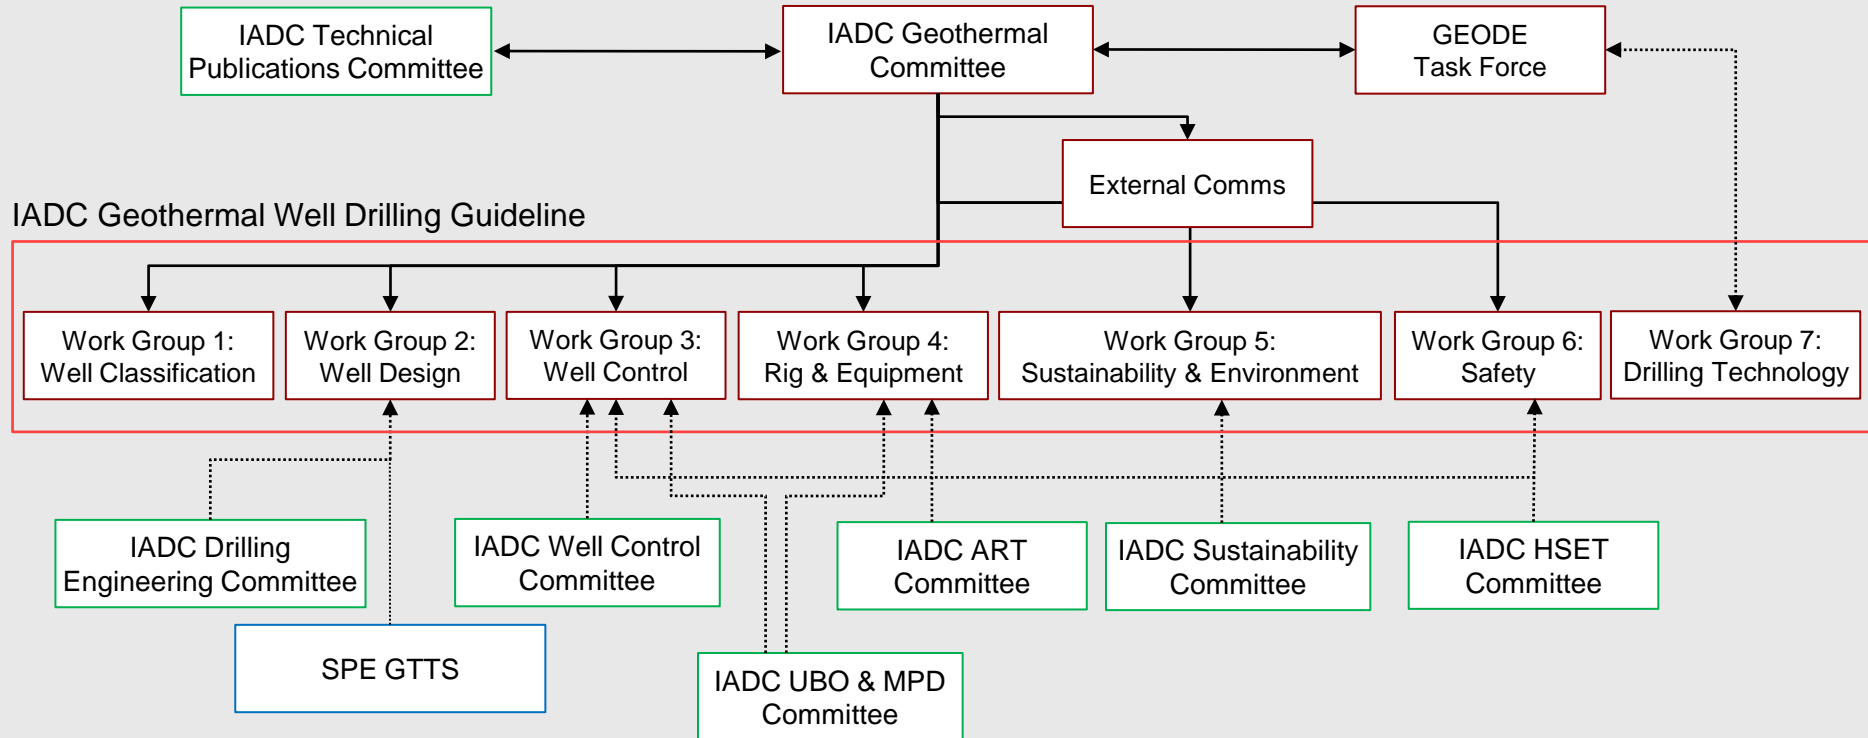 IADC Technical
Publications Committee
IADC Geothermal
Committee
GEODE
Task Force
External Comms
IADC Geothermal Well Drilling Guideline
Work Group 1:
Well Classification
Work Group 2:
Well Design
Work Group 3:
Well Control
Work Group 4:
Rig & Equipment
Work Group 5:
Sustainability & Environment
Work Group 6:
Safety
Work Group 7:
Drilling Technology
IADC Drilling
Engineering Committee
IADC Well Control
Committee
IADC ART
Committee
IADC Sustainability
Committee
IADC HSET
Committee
SPE GTTS
IADC UBO & MPD
Committee